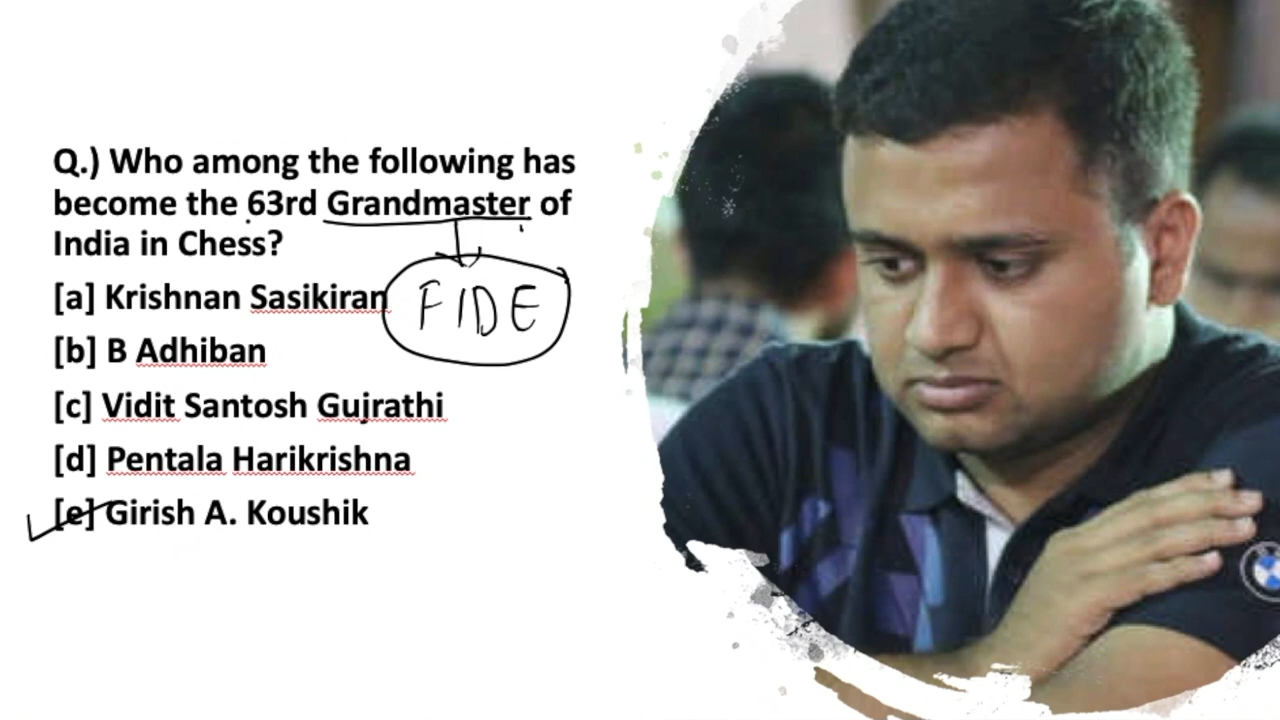 Q.) Who among the following has
become the 63rd Grandmaster of
India in Chess?
[a] Krishnan Sasikiran
FIDE
[b] B Adhiban
[c] Vidit Santosh Gujrathi
[d] Pentala Harikrishna
[e] Girish A. Koushik